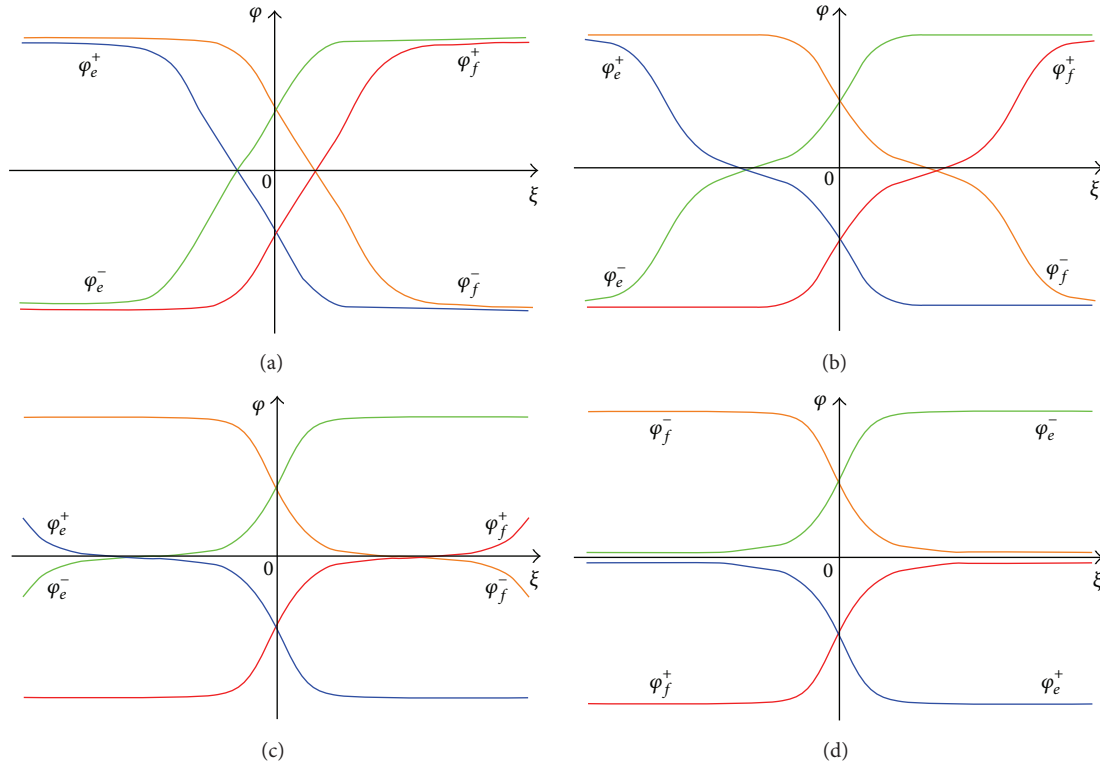 φ φ
φ_e^+ φ_f^+ φ_e^+ φ_f^+
0 ξ 0 ξ
φ_e^- φ_f^- φ_e^- φ_f^-
(a) (b)
φ φ
φ_f^- φ_e^-
φ_e^+ φ_f^+
0 ξ 0 ξ
φ_e^- φ_f^-
φ_f^+ φ_e^+
(c) (d)